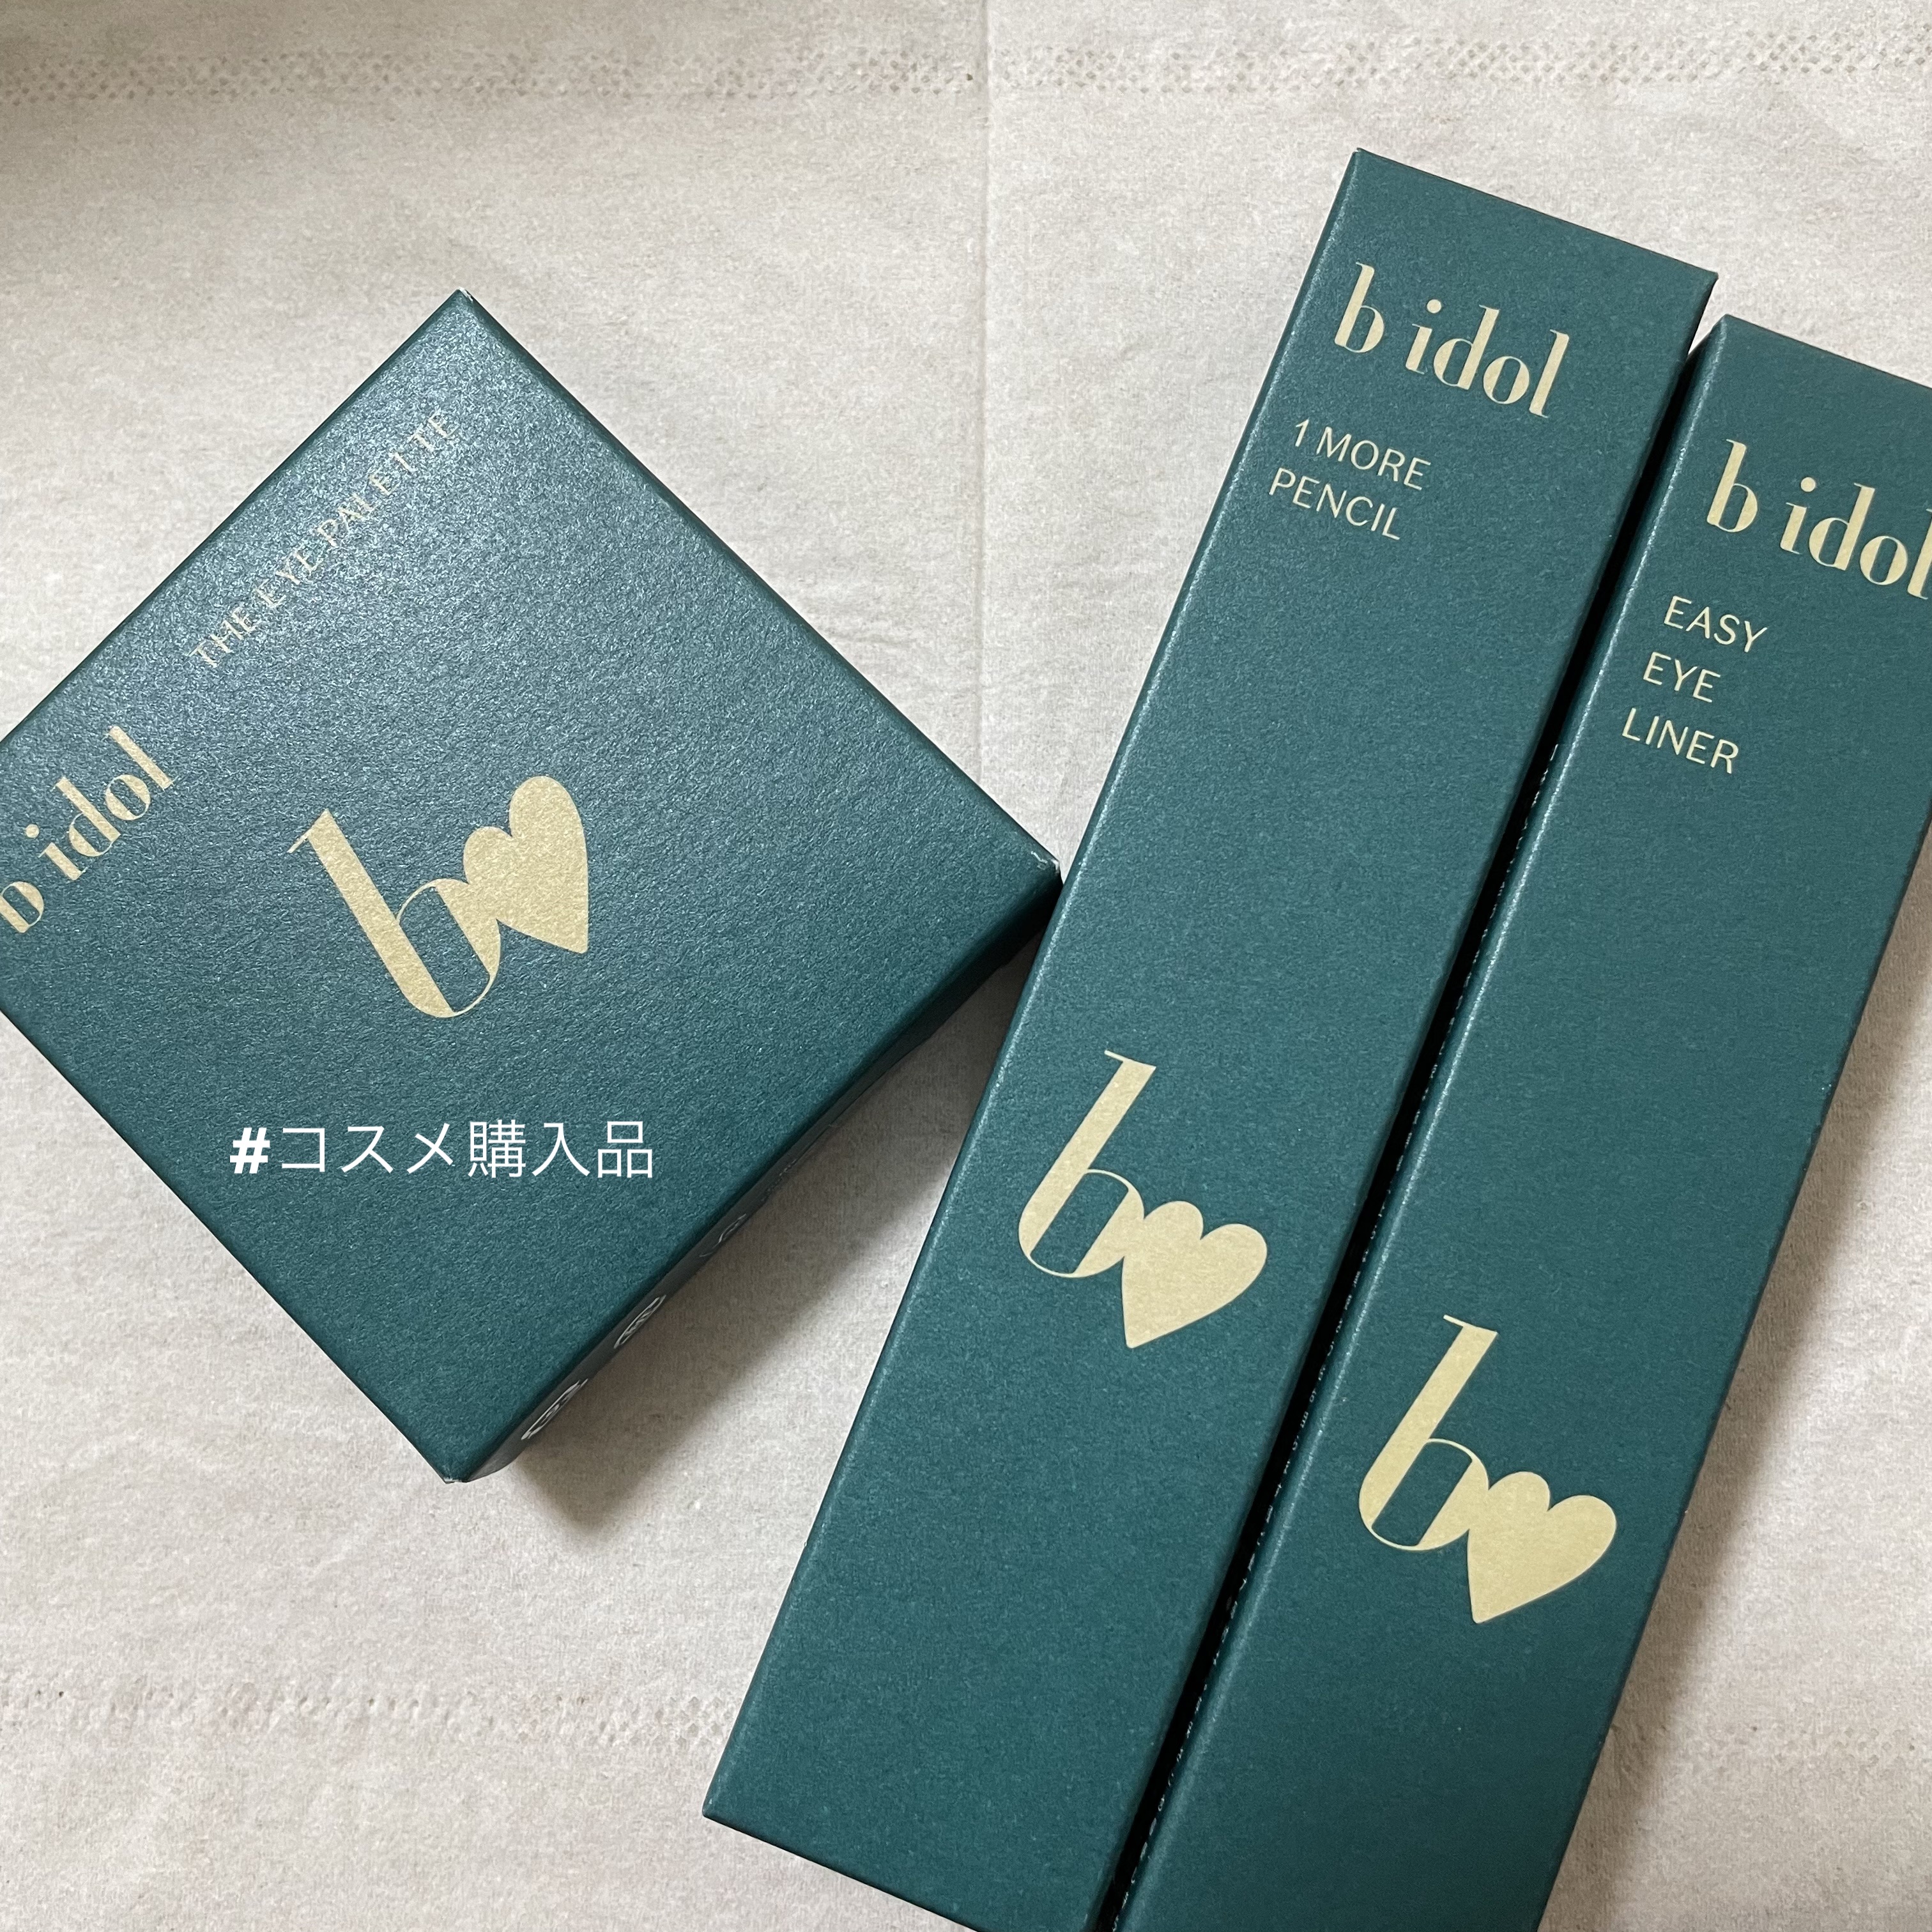 THE EYE PALETTE
b idol
b
#コスメ購入品
b idol
1 MORE
PENCIL
b
b idol
EASY
EYE
LINER
b